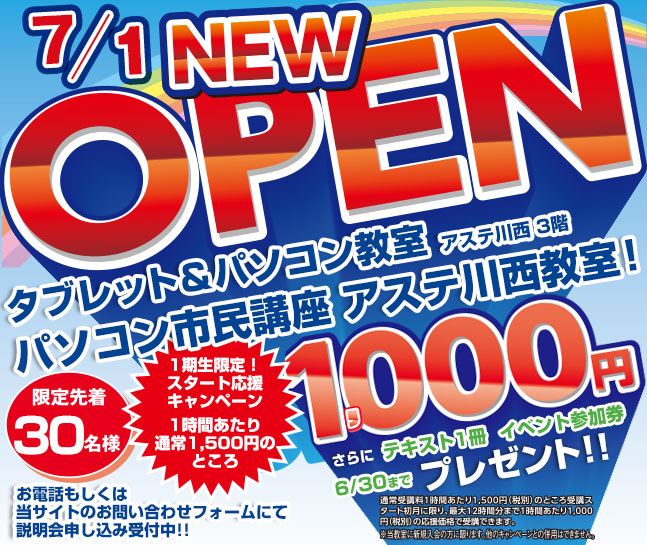 7/1 NEW
OPEN
タブレット&パソコン教室 アステ川西 3階
パソコン市民講座 アステ川西教室!
限定先着
30名様
1期生限定!
スタート応援
キャンペーン
1時間あたり
通常1,500円の
ところ
1,000円
さらに テキスト1冊 イベント参加券
6/30まで プレゼント!!
お電話もしくは
当サイトのお問い合わせフォームにて
説明会申し込み受付中!!
通常受講料1時間あたり1,500円(税別)のところ受講ス
タート初月に限り、最大12時間分まで1時間あたり1,000
円(税別)の応援価格で受講できます。
※当教室に新規入会の方に限ります。他のキャンペーンとの併用はできません。